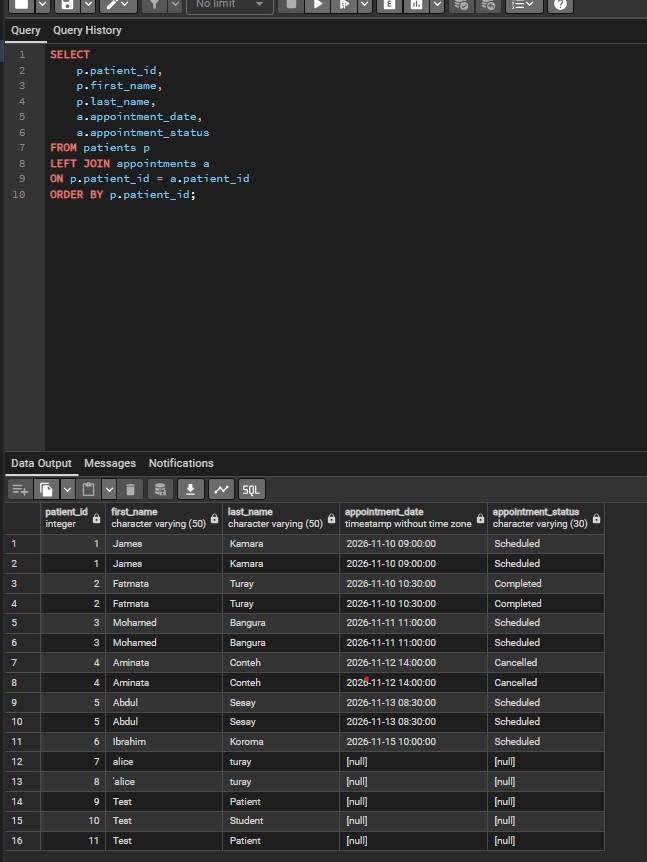 No limit
E
Query Query History
1 SELECT
2 p.patient_id,
3 p.first_name,
4 p.last_name,
5 a.appointment_date,
6 a.appointment_status
7 FROM patients p
8 LEFT JOIN appointments a
9 ON p.patient_id = a.patient_id
10 ORDER BY p.patient_id;
Data Output Messages Notifications
SQL
patient_id first_name last_name appointment_date appointment_status
integer character varying (50) character varying (50) timestamp without time zone character varying (30)
1 1 James Kamara 2026-11-10 09:00:00 Scheduled
2 1 James Kamara 2026-11-10 09:00:00 Scheduled
3 2 Fatmata Turay 2026-11-10 10:30:00 Completed
4 2 Fatmata Turay 2026-11-10 10:30:00 Completed
5 3 Mohamed Bangura 2026-11-11 11:00:00 Scheduled
6 3 Mohamed Bangura 2026-11-11 11:00:00 Scheduled
7 4 Aminata Conteh 2026-11-12 14:00:00 Cancelled
8 4 Aminata Conteh 2026-11-12 14:00:00 Cancelled
9 5 Abdul Sesay 2026-11-13 08:30:00 Scheduled
10 5 Abdul Sesay 2026-11-13 08:30:00 Scheduled
11 6 Ibrahim Koroma 2026-11-15 10:00:00 Scheduled
12 7 alice turay [null] [null]
13 8 'alice turay [null] [null]
14 9 Test Patient [null] [null]
15 10 Test Student [null] [null]
16 11 Test Patient [null] [null]